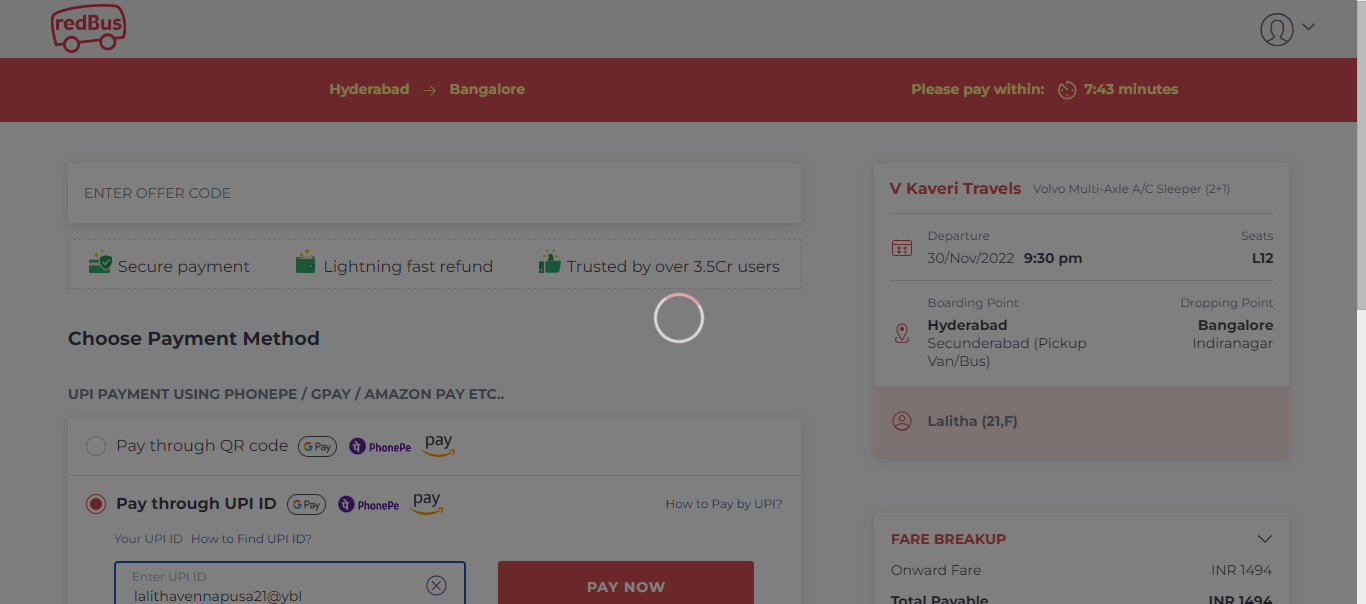 redBus
Hyderabad → Bangalore
Please pay within: 7:43 minutes
ENTER OFFER CODE
Secure payment
Lightning fast refund
Trusted by over 3.5Cr users
Choose Payment Method
UPI PAYMENT USING PHONEPE / GPAY / AMAZON PAY ETC..
Pay through QR code G Pay PhonePe pay
Pay through UPI ID G Pay PhonePe pay How to Pay by UPI?
Your UPI ID How to Find UPI ID?
Enter UPI ID
lalithavennapusa21@ybl
PAY NOW
V Kaveri Travels Volvo Multi-Axle A/C Sleeper (2+1)
Departure Seats
30/Nov/2022 9:30 pm L12
Boarding Point Dropping Point
Hyderabad Bangalore
Secunderabad (Pickup Indiranagar
Van/Bus)
Lalitha (21,F)
FARE BREAKUP
Onward Fare INR 1494
Total Payable INR 1494